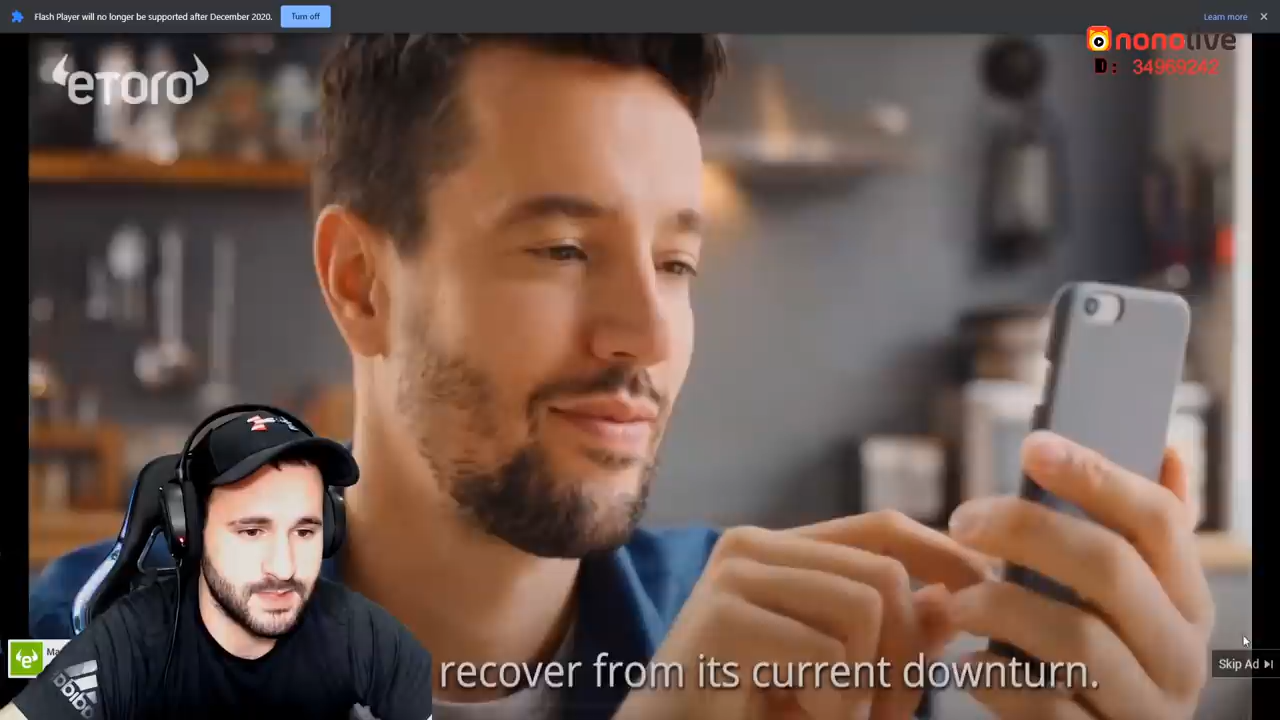 Flash Player will no longer be supported after December 2020. Turn off Learn more
eTORO
nonolive
D: 34969242
recover from its current downturn.
Skip Ad
adidas